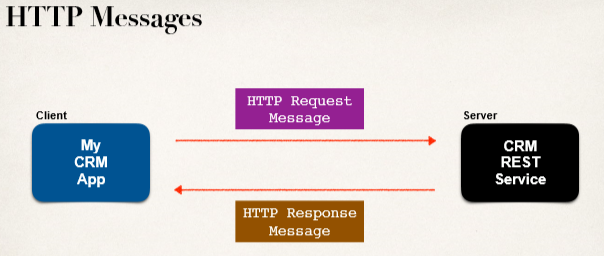 HTTP Messages
HTTP Request
Message
Client
Server
My
CRM
App
CRM
REST
Service
HTTP Response
Message